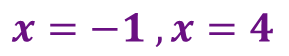 x = −1 , x = 4